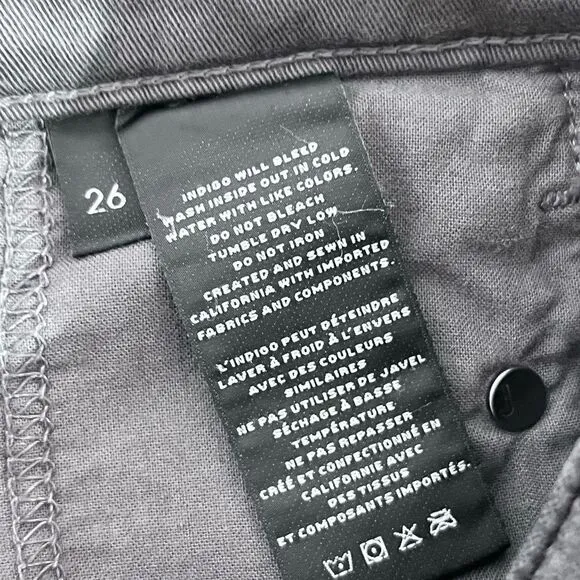 26
INDIGO WILL BLEED
WASH INSIDE OUT IN COLD
WATER WITH LIKE COLORS.
DO NOT BLEACH
TUMBLE DRY LOW
DO NOT IRON
CREATED AND SEWN IN
CALIFORNIA WITH IMPORTED
FABRICS AND COMPONENTS.
L'INDIGO PEUT DÉTEINDRE
LAVER À FROID À L'ENVERS
AVEC DES COULEURS
SIMILAIRES
NE PAS UTILISER DE JAVEL
SÉCHAGE À BASSE
TEMPÉRATURE
NE PAS REPASSER
CRÉÉ ET CONFECTIONNÉ EN
CALIFORNIE AVEC
DES TISSUS
ET COMPOSANTS IMPORTÉS.